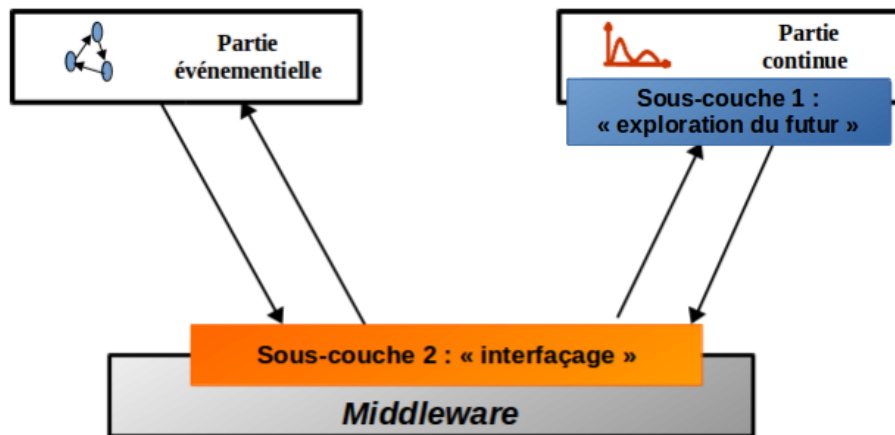 Partie
événementielle
Partie
continue
Sous-couche 1 :
« exploration du futur »
Sous-couche 2 : « interfaçage »
Middleware